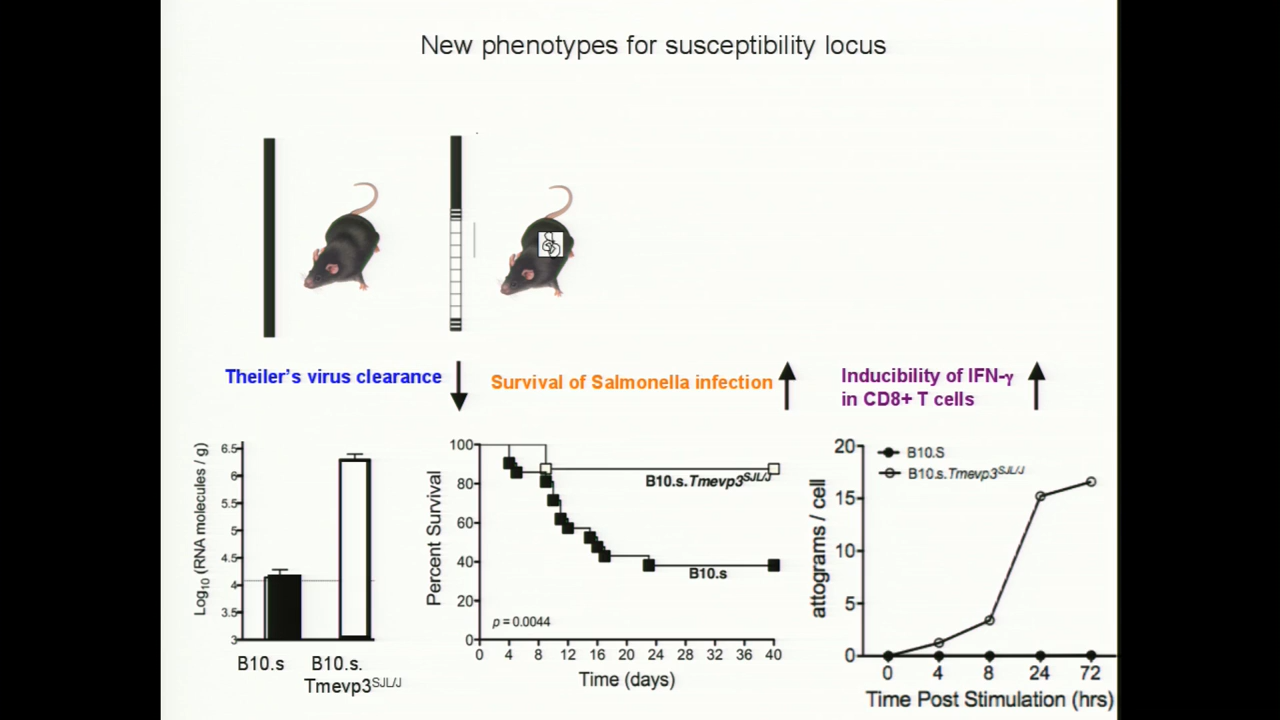 New phenotypes for susceptibility locus
Theiler's virus clearance
Survival of Salmonella infection
Inducibility of IFN-γ
in CD8+ T cells
Log10 (RNA molecules / g)
6.5
6
5.5
5
4.5
4
3.5
3
B10.s
B10.s.
Tmevp3SJL/J
Percent Survival
100
80
60
40
20
0
B10.s.Tmevp3SJL/J
B10.s
p = 0.0044
0 4 8 12 16 20 24 28 32 36 40
Time (days)
attograms / cell
20
15
10
5
0
B10.S
B10.s.Tmevp3SJL/J
0 4 8 24 72
Time Post Stimulation (hrs)